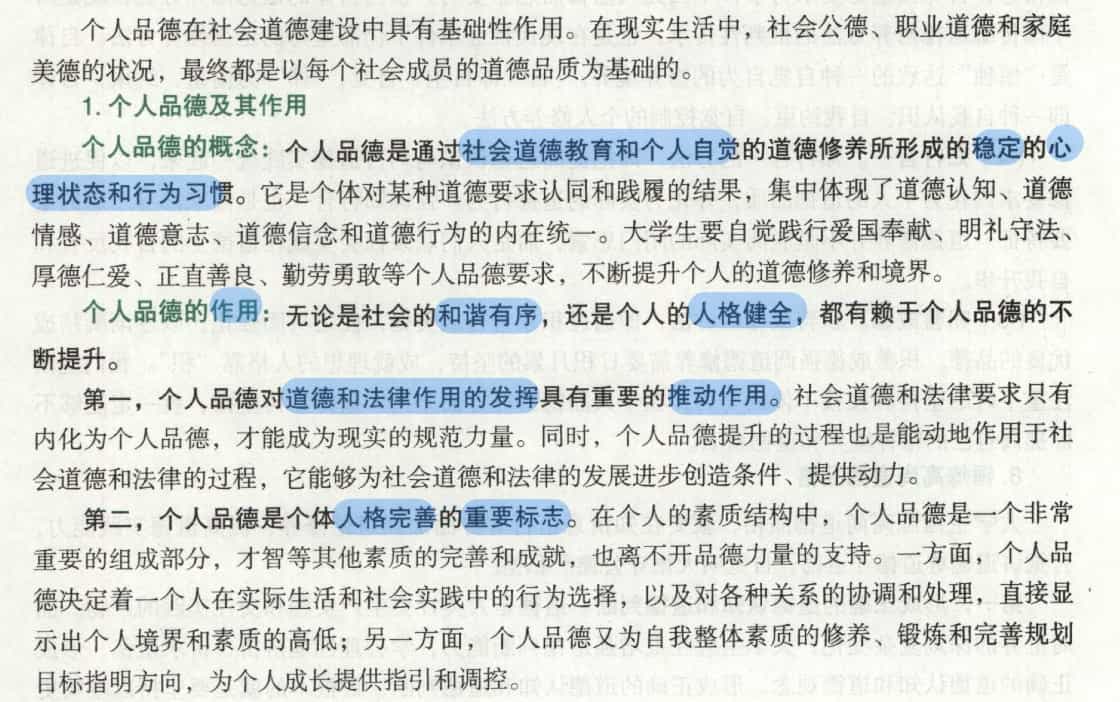 个人品德在社会道德建设中具有基础性作用。在现实生活中，社会公德、职业道德和家庭
美德的状况，最终都是以每个社会成员的道德品质为基础的。
1. 个人品德及其作用
个人品德的概念：个人品德是通过社会道德教育和个人自觉的道德修养所形成的稳定的心
理状态和行为习惯。它是个体对某种道德要求认同和践履的结果，集中体现了道德认知、道德
情感、道德意志、道德信念和道德行为的内在统一。大学生要自觉践行爱国奉献、明礼守法、
厚德仁爱、正直善良、勤劳勇敢等个人品德要求，不断提升个人的道德修养和境界。
个人品德的作用：无论是社会的和谐有序，还是个人的人格健全，都有赖于个人品德的不
断提升。
第一，个人品德对道德和法律作用的发挥具有重要的推动作用。社会道德和法律要求只有
内化为个人品德，才能成为现实的规范力量。同时，个人品德提升的过程也是能动地作用于社
会道德和法律的过程，它能够为社会道德和法律的发展进步创造条件、提供动力。
第二，个人品德是个体人格完善的重要标志。在个人的素质结构中，个人品德是一个非常
重要的组成部分，才智等其他素质的完善和成就，也离不开品德力量的支持。一方面，个人品
德决定着一个人在实际生活和社会实践中的行为选择，以及对各种关系的协调和处理，直接显
示出个人境界和素质的高低；另一方面，个人品德又为自我整体素质的修养、锻炼和完善规划
目标指明方向，为个人成长提供指引和调控。